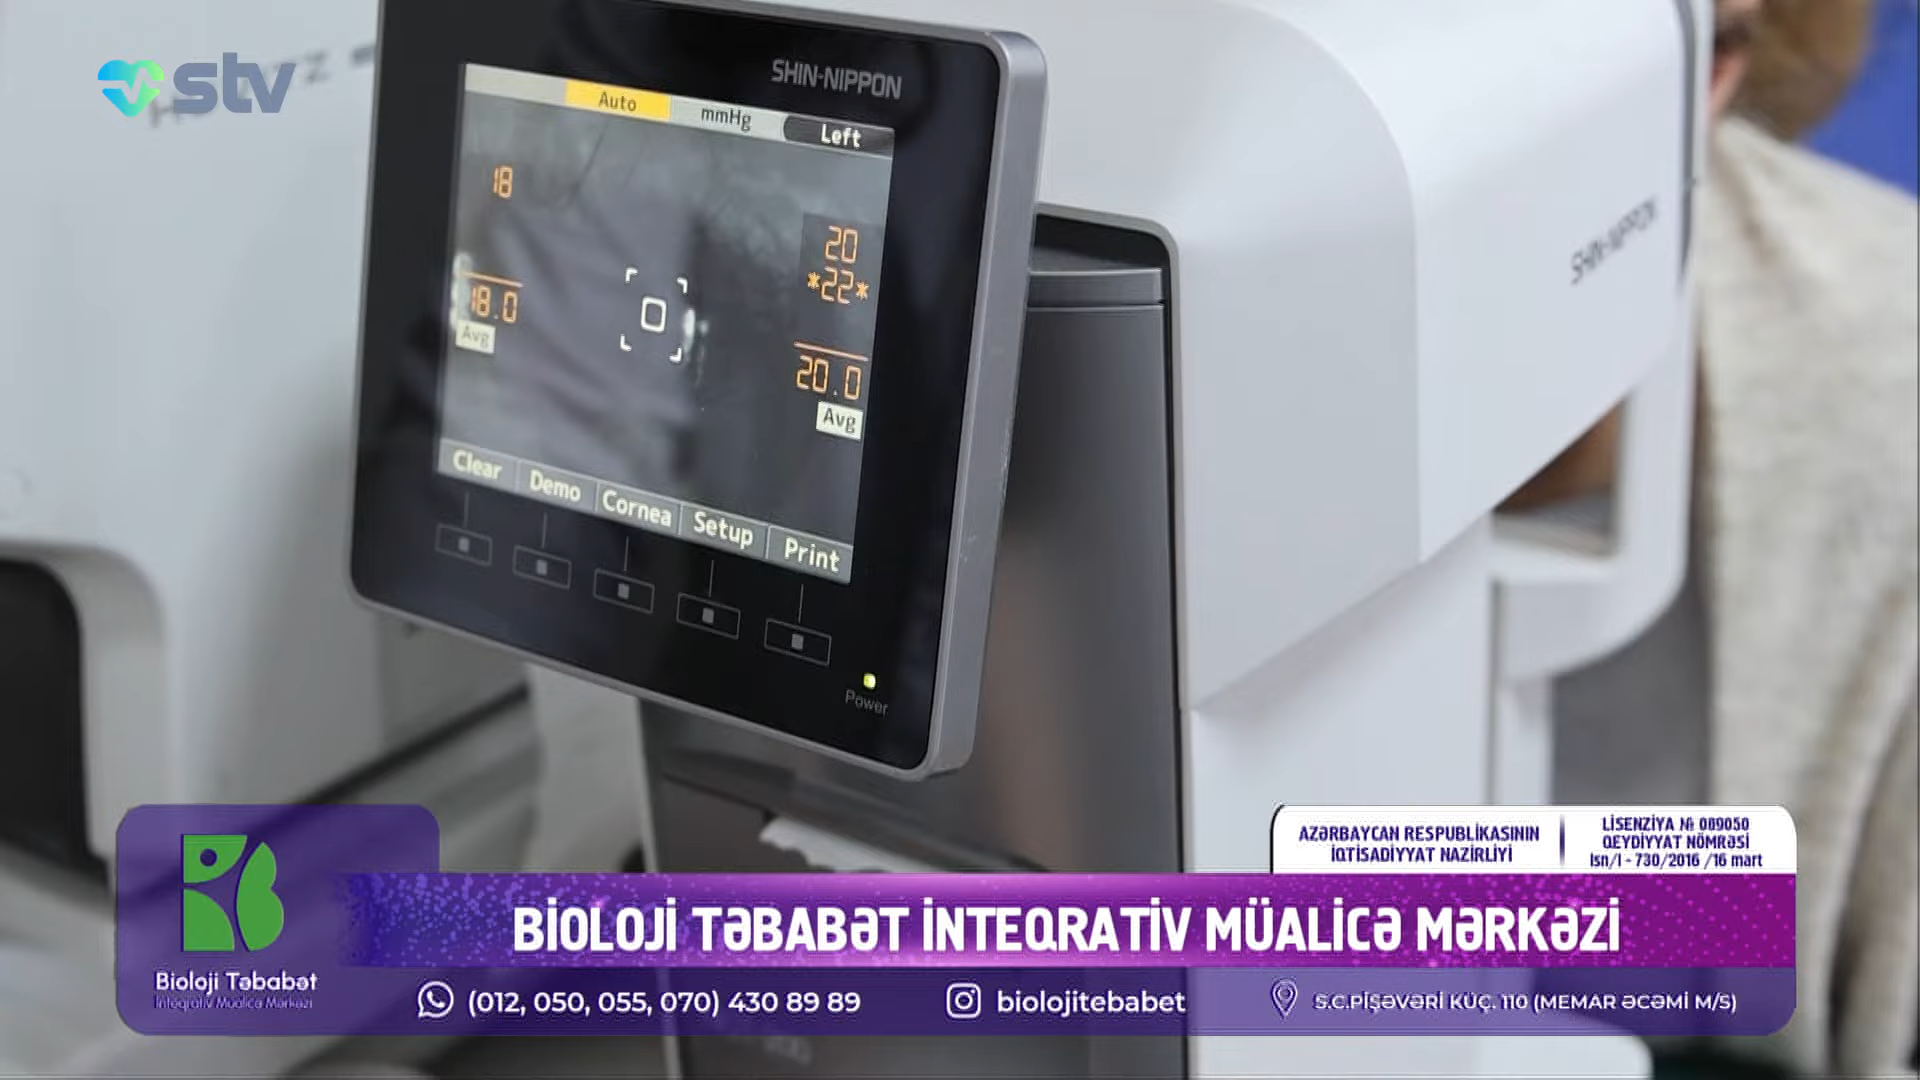 stv
SHIN-NIPPON
Auto
mmHg
Left
18
20
*22*
18.0
Avg
20.0
Avg
Clear
Demo
Cornea
Setup
Print
Power
SHIN-NIPPON
AZƏRBAYCAN RESPUBLİKASININ
İQTİSADİYYAT NAZİRLİYİ
LİSENZİYA № 089050
QEYDİYYAT NÖMRƏSİ
lsn/I - 730/2016 /16 mart
BİOLOJİ TƏBABƏT İNTEQRATİV MÜALİCƏ MƏRKƏZİ
Bioloji Təbabət
İnteqrativ Müalicə Mərkəzi
(012, 050, 055, 070) 430 89 89
biolojitebabet
S.C.PİŞƏVƏRİ KÜÇ. 110 (MEMAR ƏCƏMİ M/S)